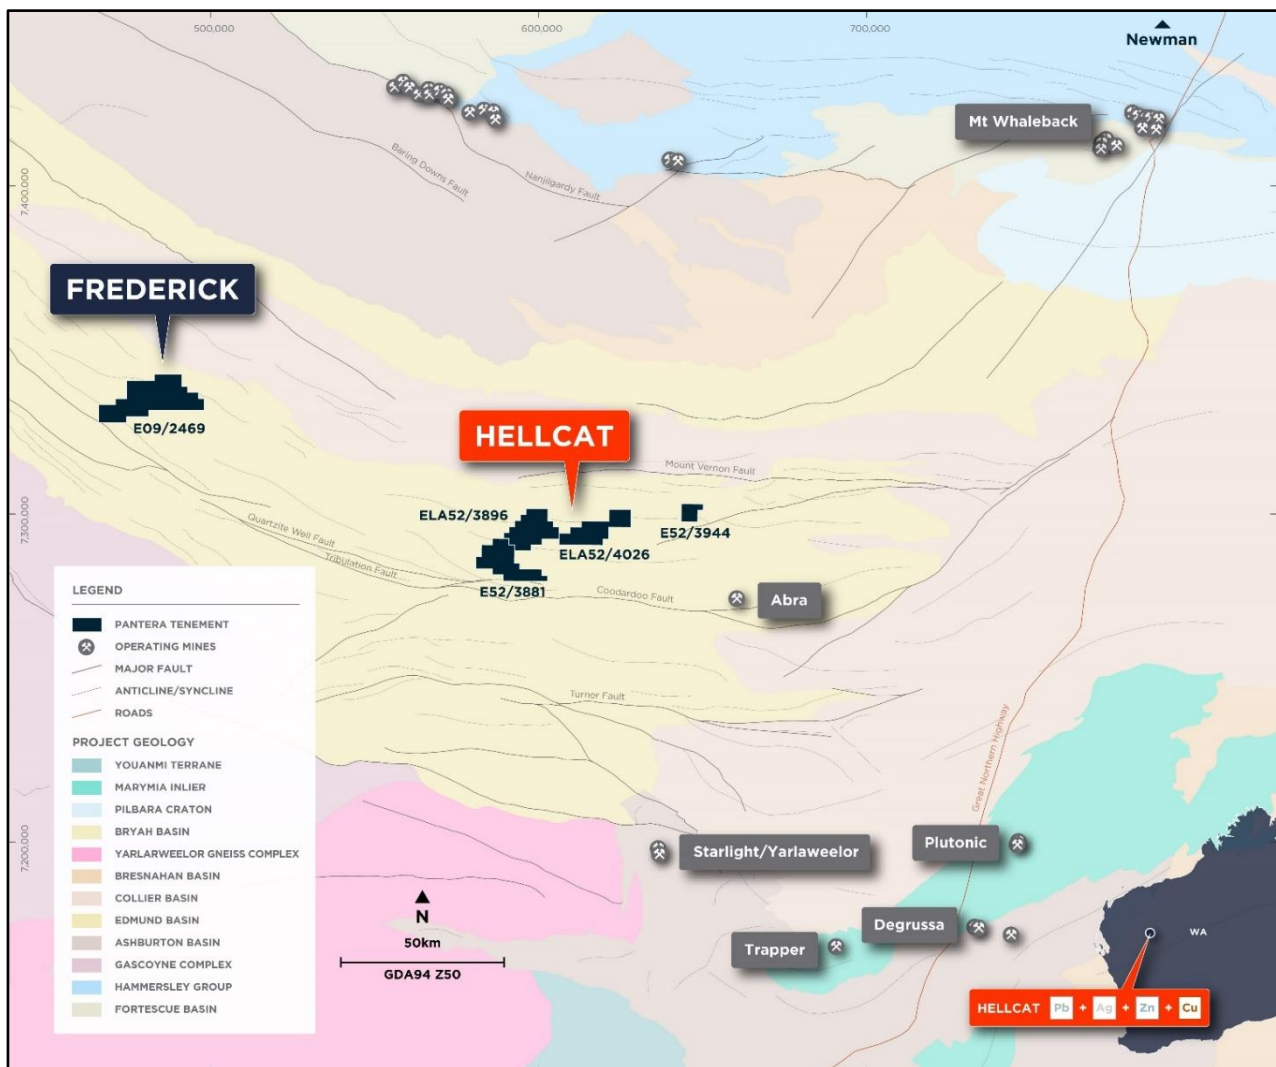 500,000
600,000
700,000
Newman
Mt Whaleback
Baring Downs Fault
Nanjilgardy Fault
7,400,000
FREDERICK
E09/2469
HELLCAT
Mount Vernon Fault
ELA52/3896
ELA52/4026
E52/3944
7,300,000
Quartzite Well Fault
Tribulation Fault
E52/3881
Coodardoo Fault
Abra
LEGEND
PANTERA TENEMENT
OPERATING MINES
MAJOR FAULT
ANTICLINE/SYNCLINE
ROADS
PROJECT GEOLOGY
YOUANMI TERRANE
MARYMIA INLIER
PILBARA CRATON
BRYAH BASIN
YARLARWEELOR GNEISS COMPLEX
BRESNAHAN BASIN
COLLIER BASIN
EDMUND BASIN
ASHBURTON BASIN
GASCOYNE COMPLEX
HAMMERSLEY GROUP
FORTESCUE BASIN
Turner Fault
Great Northern Highway
7,200,000
Starlight/Yarlaweelor
Plutonic
N
50km
GDA94 Z50
Trapper
Degrussa
WA
HELLCAT Pb + Ag + Zn + Cu